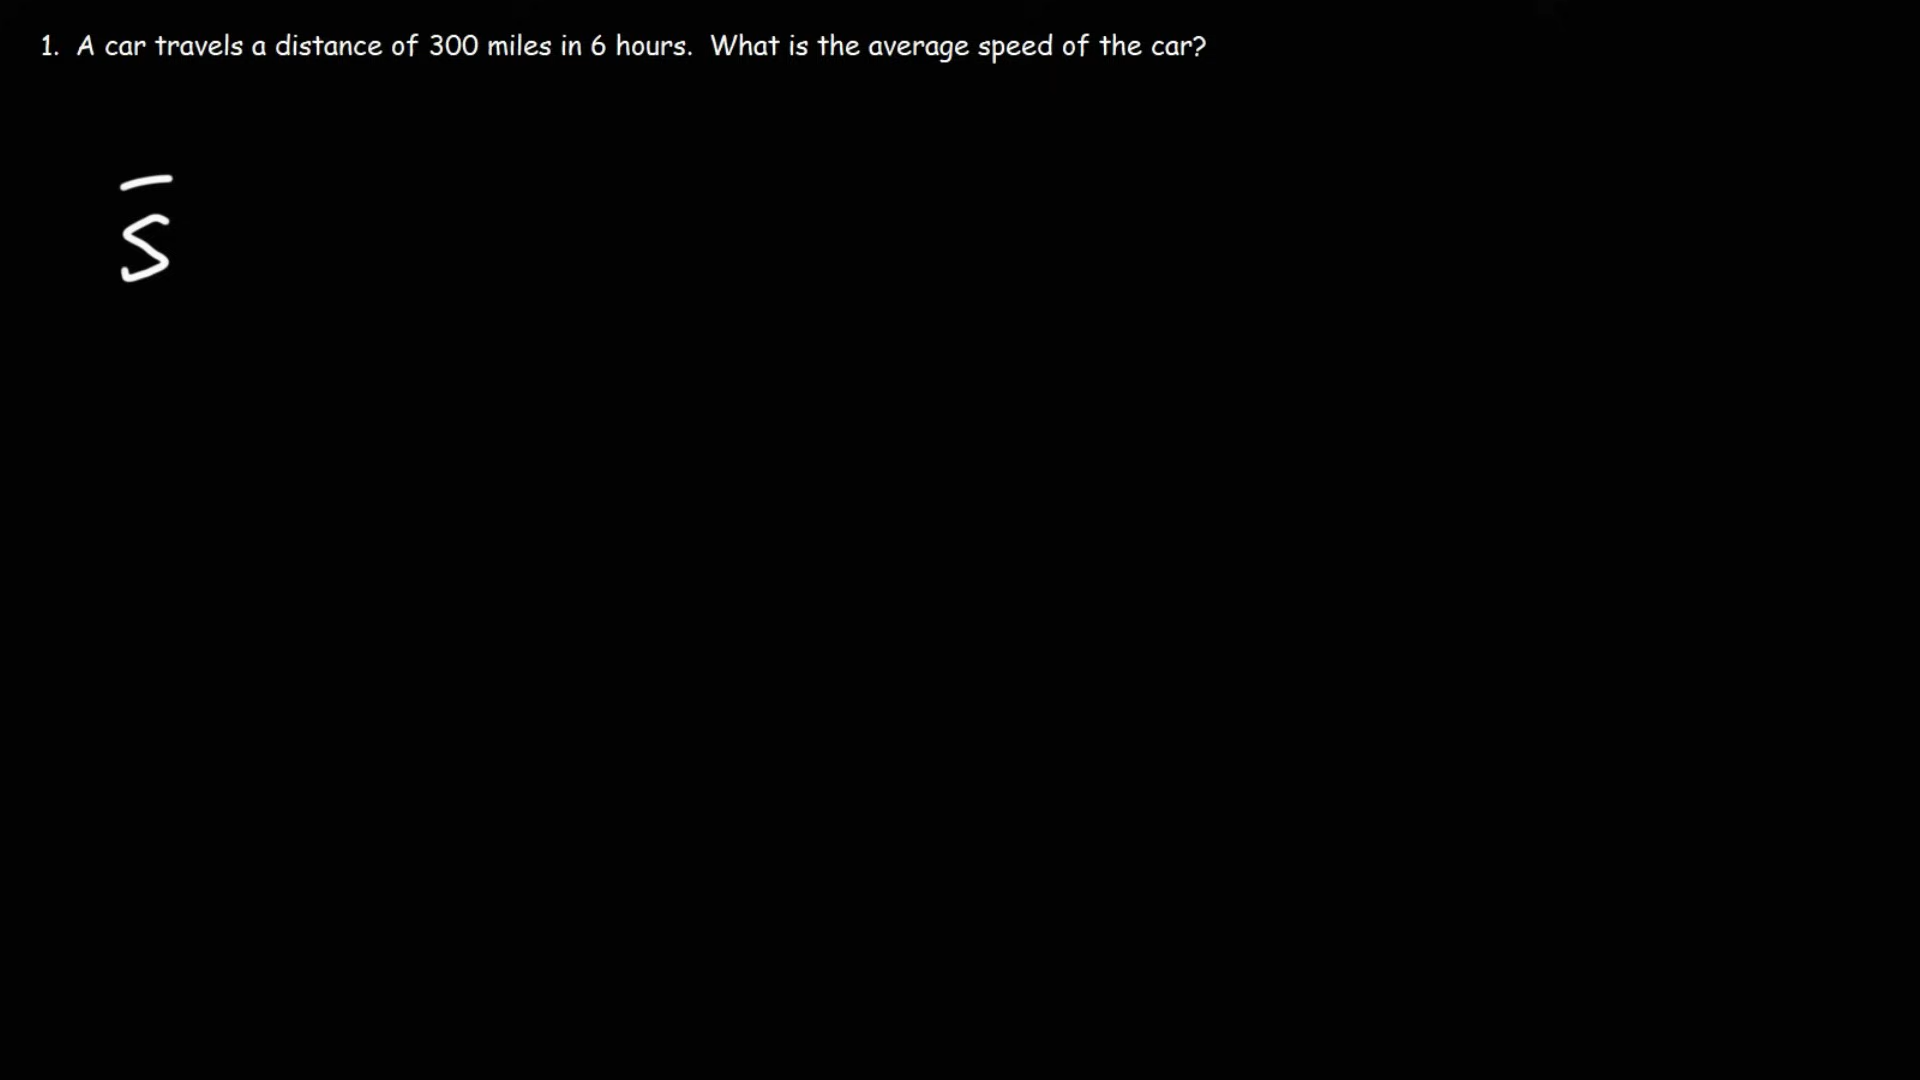 1. A car travels a distance of 300 miles in 6 hours. What is the average speed of the car?
s̅